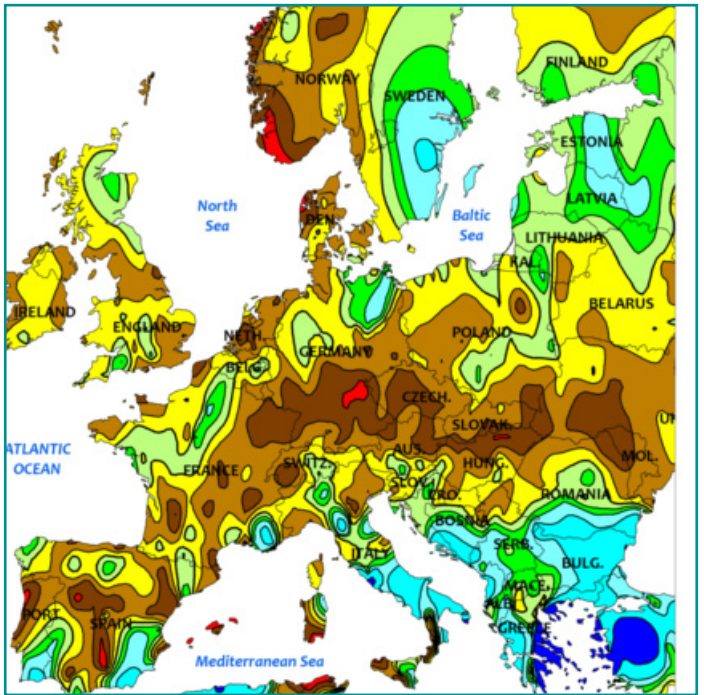 FINLAND
NORWAY
SWEDEN
ESTONIA
LATVIA
North
Sea
Baltic
Sea
DEN.
LITHUANIA
KAL.
IRELAND
ENGLAND
BELARUS
NETH.
POLAND
GERMANY
BELG.
CZECH.
SLOVAK.
UK
ATLANTIC
OCEAN
FRANCE
SWITZ.
AUS.
HUNG.
MOL.
SLOV.
CRO.
ROMANIA
BOSNIA
ITALY
SERB.
BULG.
MACE.
ALB.
PORT
SPAIN
GREECE
Mediterranean Sea